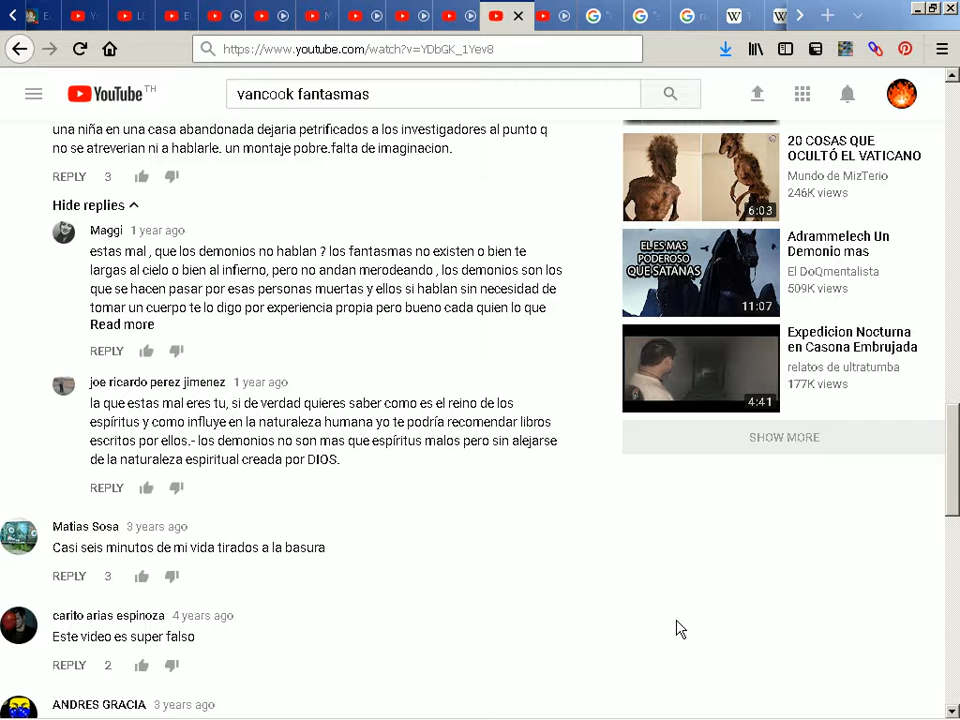 https://www.youtube.com/watch?v=YDbGK_1Yev8
YouTube TH
vancook fantasmas
una niña en una casa abandonada dejaria petrificados a los investigadores al punto q
no se atreverian ni a hablarle. un montaje pobre.falta de imaginacion.
REPLY 3
Hide replies
Maggi 1 year ago
estas mal , que los demonios no hablan ? los fantasmas no existen o bien te
largas al cielo o bien al infierno, pero no andan merodeando , los demonios son los
que se hacen pasar por esas personas muertas y ellos si hablan sin necesidad de
tomar un cuerpo te lo digo por experiencia propia pero bueno cada quien lo que
Read more
REPLY
joe ricardo perez jimenez 1 year ago
la que estas mal eres tu, si de verdad quieres saber como es el reino de los
espíritus y como influye en la naturaleza humana yo te podría recomendar libros
escritos por ellos.- los demonios no son mas que espíritus malos pero sin alejarse
de la naturaleza espiritual creada por DIOS.
REPLY
Matias Sosa 3 years ago
Casi seis minutos de mi vida tirados a la basura
REPLY 3
carito arias espinoza 4 years ago
Este video es super falso
REPLY 2
ANDRES GRACIA 3 years ago
20 COSAS QUE
OCULTÓ EL VATICANO
Mundo de MizTerio
246K views
6:03
EL ES MAS
PODEROSO
QUE SATANAS
11:07
Adrammelech Un
Demonio mas
El DoQmentalista
509K views
4:41
Expedicion Nocturna
en Casona Embrujada
relatos de ultratumba
177K views
SHOW MORE